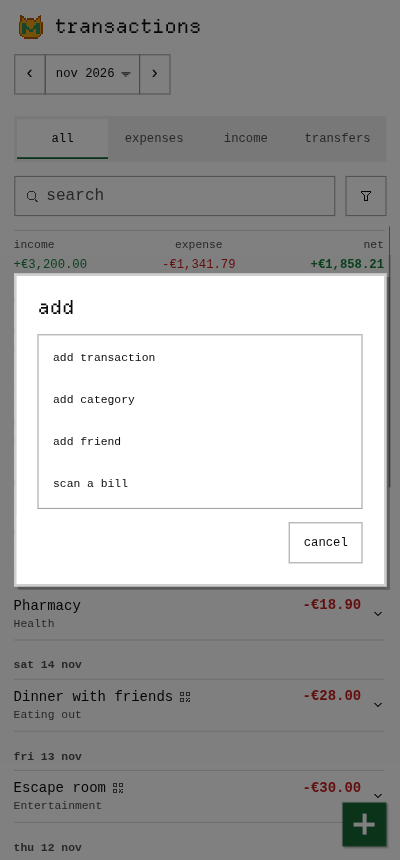 transactions
‹ nov 2026 ›
all expenses income transfers
search
income expense net
+€3,200.00 -€1,341.79 +€1,858.21
add
add transaction
add category
add friend
scan a bill
cancel
Pharmacy -€18.90
Health
sat 14 nov
Dinner with friends -€28.00
Eating out
fri 13 nov
Escape room -€30.00
Entertainment
thu 12 nov